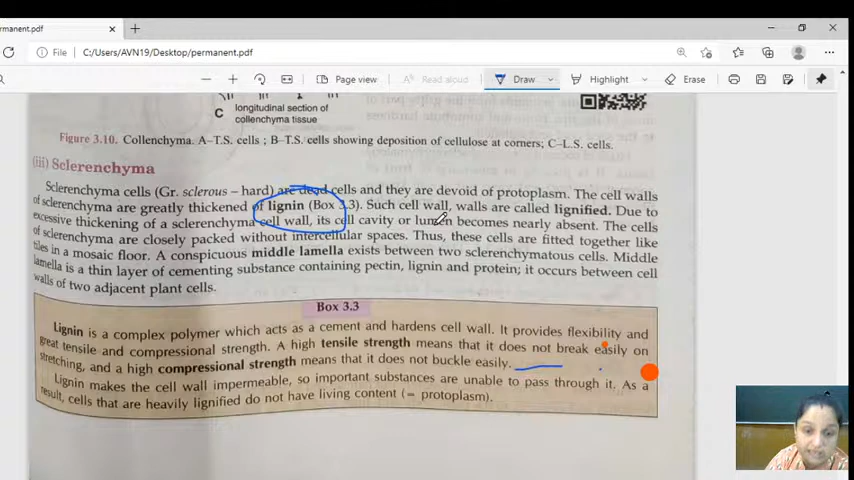 rmanent.pdf
File
C:/Users/AVN19/Desktop/permanent.pdf
Page view
Read aloud
Draw
Highlight
Erase
C longitudinal section of
collenchyma tissue
Figure 3.10. Collenchyma. A–T.S. cells ; B–T.S. cells showing deposition of cellulose at corners; C–L.S. cells.
(iii) Sclerenchyma
Sclerenchyma cells (Gr. sclerous – hard) are dead cells and they are devoid of protoplasm. The cell walls
of sclerenchyma are greatly thickened of lignin (Box 3.3). Such cell wall, walls are called lignified. Due to
excessive thickening of a sclerenchyma cell wall, its cell cavity or lumen becomes nearly absent. The cells
of sclerenchyma are closely packed without intercellular spaces. Thus, these cells are fitted together like
tiles in a mosaic floor. A conspicuous middle lamella exists between two sclerenchymatous cells. Middle
lamella is a thin layer of cementing substance containing pectin, lignin and protein; it occurs between cell
walls of two adjacent plant cells.
Box 3.3
Lignin is a complex polymer which acts as a cement and hardens cell wall. It provides flexibility and
great tensile and compressional strength. A high tensile strength means that it does not break easily on
stretching, and a high compressional strength means that it does not buckle easily.
Lignin makes the cell wall impermeable, so important substances are unable to pass through it. As a
result, cells that are heavily lignified do not have living content (= protoplasm).